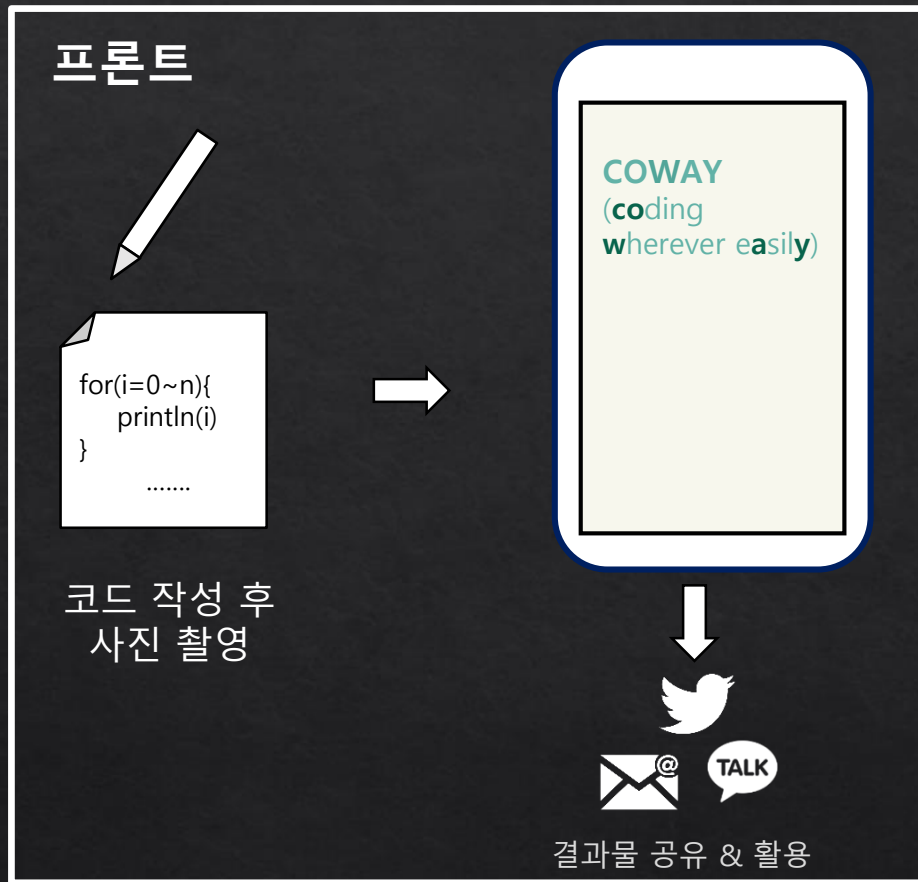 프론트
for(i=0~n){
println(i)
}
.......
코드 작성 후
사진 촬영
COWAY
(coding
wherever easily)
@
TALK
결과물 공유 & 활용